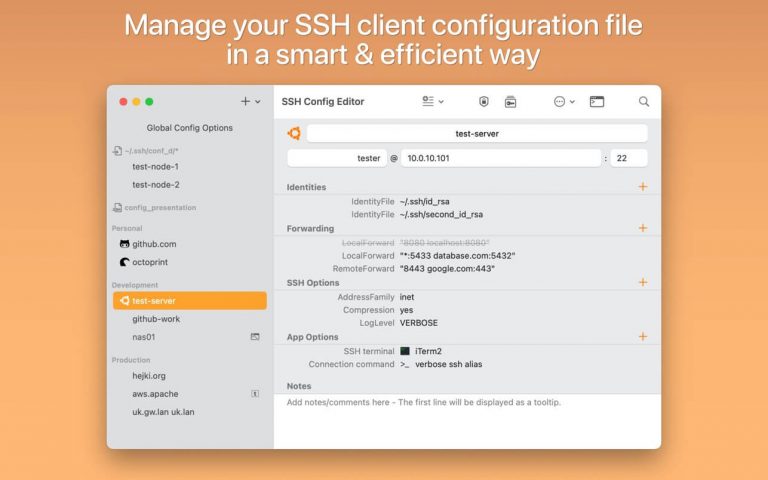 Manage your SSH client configuration file
in a smart & efficient way
SSH Config Editor
Global Config Options
~/.ssh/conf_d/*
test-node-1
test-node-2
config_presentation
Personal
github.com
octoprint
Development
test-server
github-work
nas01
Production
hejki.org
aws.apache
uk.gw.lan uk.lan
test-server
tester @ 10.0.10.101 : 22
Identities
IdentityFile ~/.ssh/id_rsa
IdentityFile ~/.ssh/second_id_rsa
Forwarding
LocalForward "8080 localhost:8080"
LocalForward "*:5433 database.com:5432"
RemoteForward "8443 google.com:443"
SSH Options
AddressFamily inet
Compression yes
LogLevel VERBOSE
App Options
SSH terminal iTerm2
Connection command >_ verbose ssh alias
Notes
Add notes/comments here - The first line will be displayed as a tooltip.